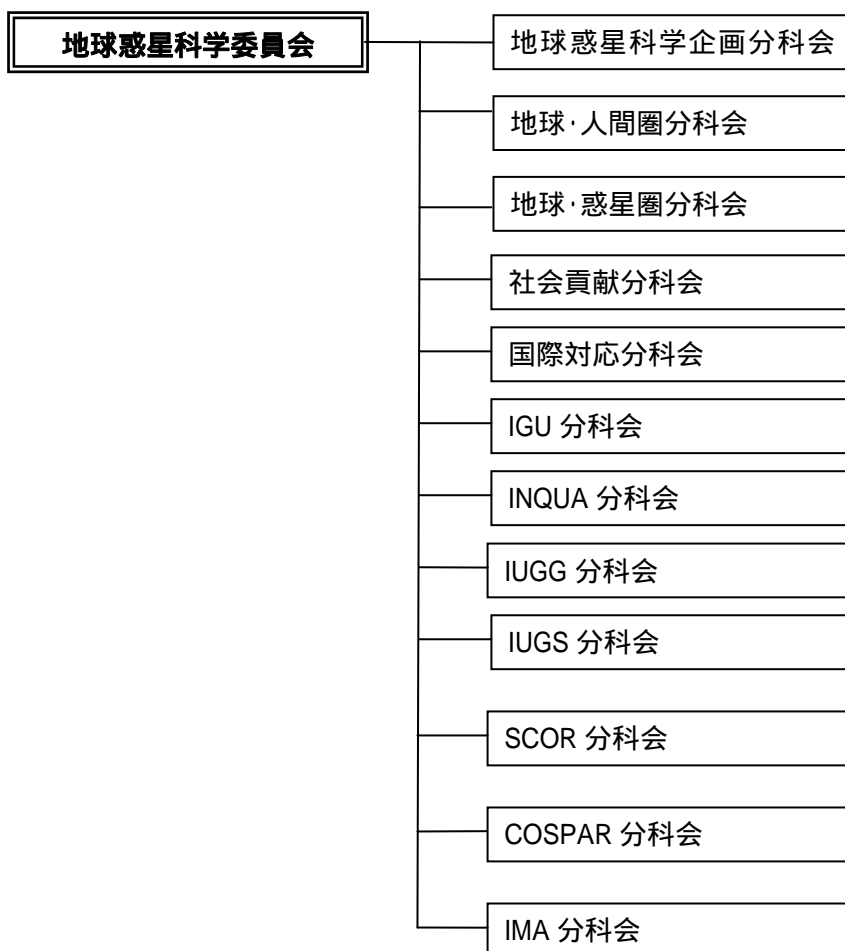 地球惑星科学委員会
地球惑星科学企画分科会
地球・人間圏分科会
地球・惑星圏分科会
社会貢献分科会
国際対応分科会
IGU 分科会
INQUA 分科会
IUGG 分科会
IUGS 分科会
SCOR 分科会
COSPAR 分科会
IMA 分科会